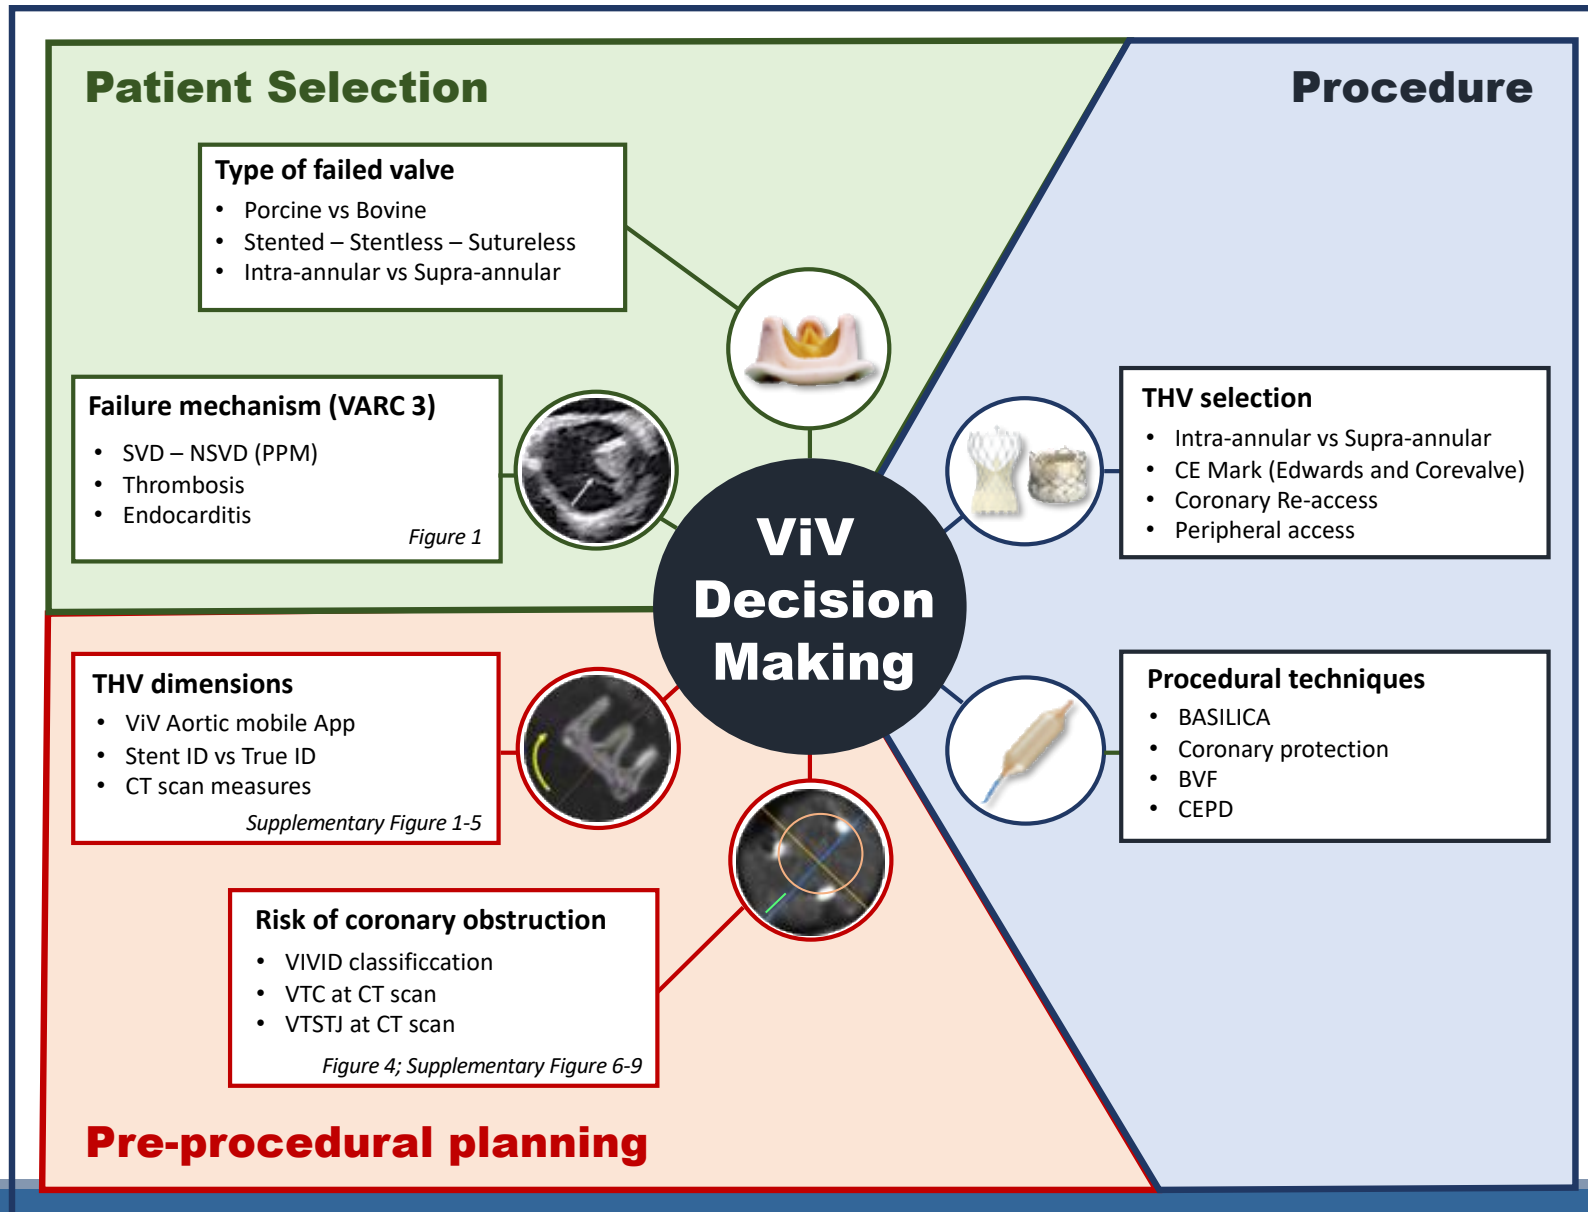 Patient Selection
Type of failed valve
• Porcine vs Bovine
• Stented – Stentless – Sutureless
• Intra-annular vs Supra-annular
Failure mechanism (VARC 3)
• SVD – NSVD (PPM)
• Thrombosis
• Endocarditis
Figure 1
Procedure
THV selection
• Intra-annular vs Supra-annular
• CE Mark (Edwards and Corevalve)
• Coronary Re-access
• Peripheral access
Procedural techniques
• BASILICA
• Coronary protection
• BVF
• CEPD
ViV
Decision
Making
THV dimensions
• ViV Aortic mobile App
• Stent ID vs True ID
• CT scan measures
Supplementary Figure 1-5
Risk of coronary obstruction
• VIVID classificcation
• VTC at CT scan
• VTSTJ at CT scan
Figure 4; Supplementary Figure 6-9
Pre-procedural planning